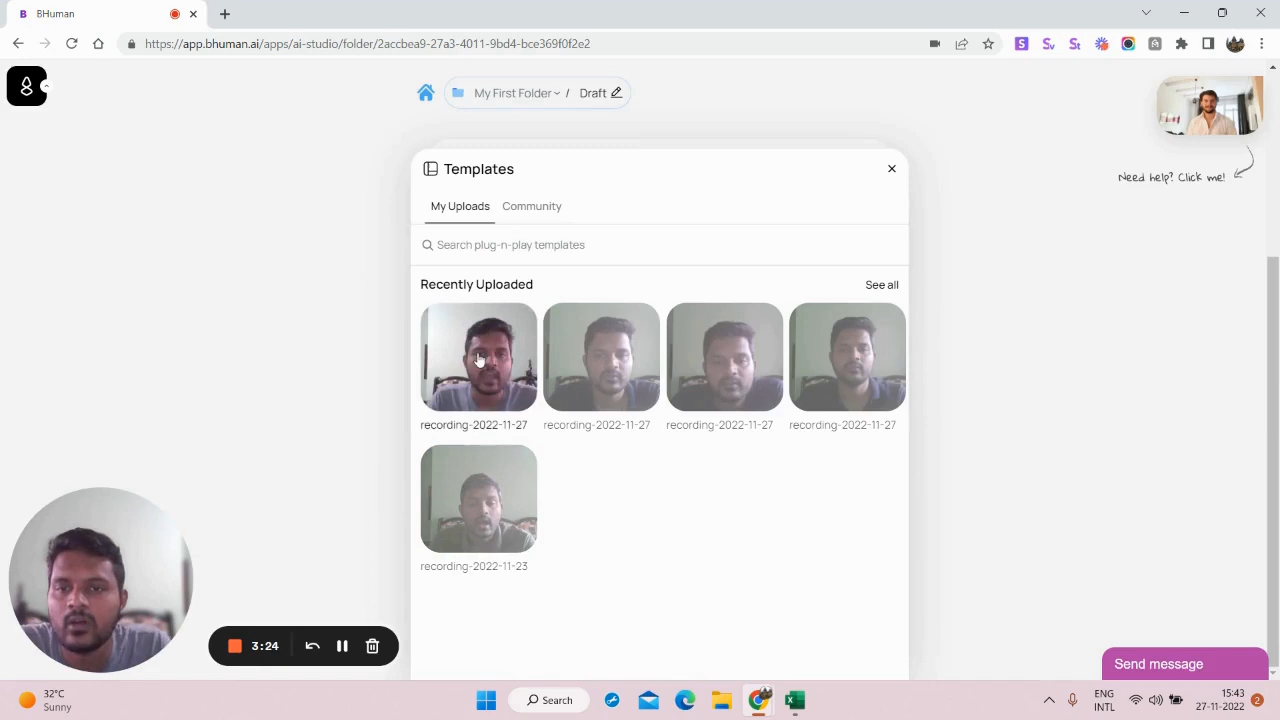 BHuman
https://app.bhuman.ai/apps/ai-studio/folder/2accbea9-27a3-4011-9bd4-bce369f0f2e2
My First Folder / Draft
Need help? Click me!
Templates
My Uploads Community
Search plug-n-play templates
Recently Uploaded See all
recording-2022-11-27 recording-2022-11-27 recording-2022-11-27 recording-2022-11-27
recording-2022-11-23
3:24
Send message
32°C
Sunny
Search
ENG
INTL
15:43
27-11-2022
2